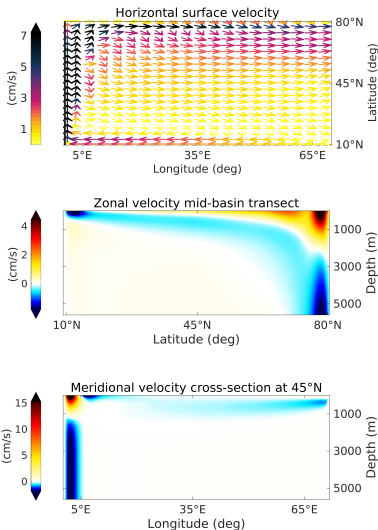 Horizontal surface velocity
7
5
3
1
(cm/s)
80°N
45°N
10°N
Latitude (deg)
5°E
35°E
65°E
Longitude (deg)
Zonal velocity mid-basin transect
4
2
0
(cm/s)
1000
3000
5000
Depth (m)
10°N
45°N
80°N
Latitude (deg)
Meridional velocity cross-section at 45°N
15
10
5
0
(cm/s)
1000
3000
5000
Depth (m)
5°E
35°E
65°E
Longitude (deg)